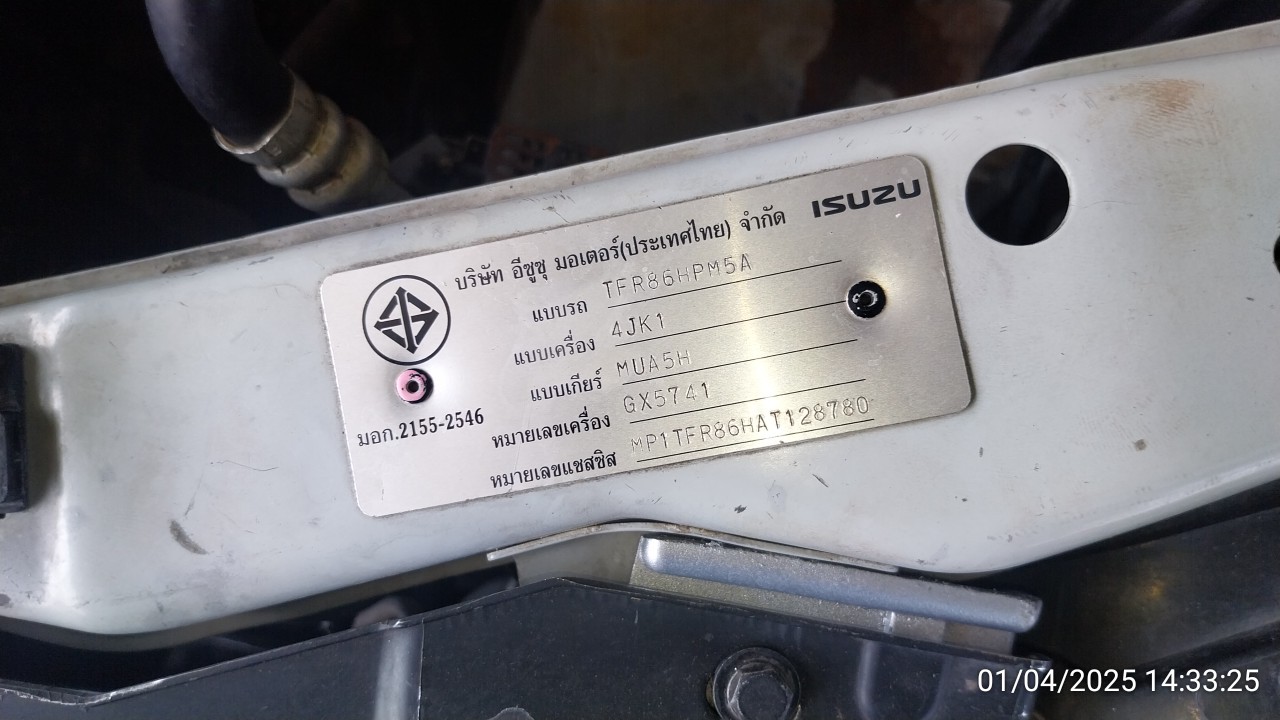 ISUZU
บริษัท อีซูซุ มอเตอร์(ประเทศไทย) จำกัด
แบบรถ TFR86HPM5A
แบบเครื่อง 4JK1
แบบเกียร์ MUA5H
หมายเลขเครื่อง GX5741
หมายเลขแชสซิส MP1TFR86HAT128780
มอก.2155-2546
01/04/2025 14:33:25